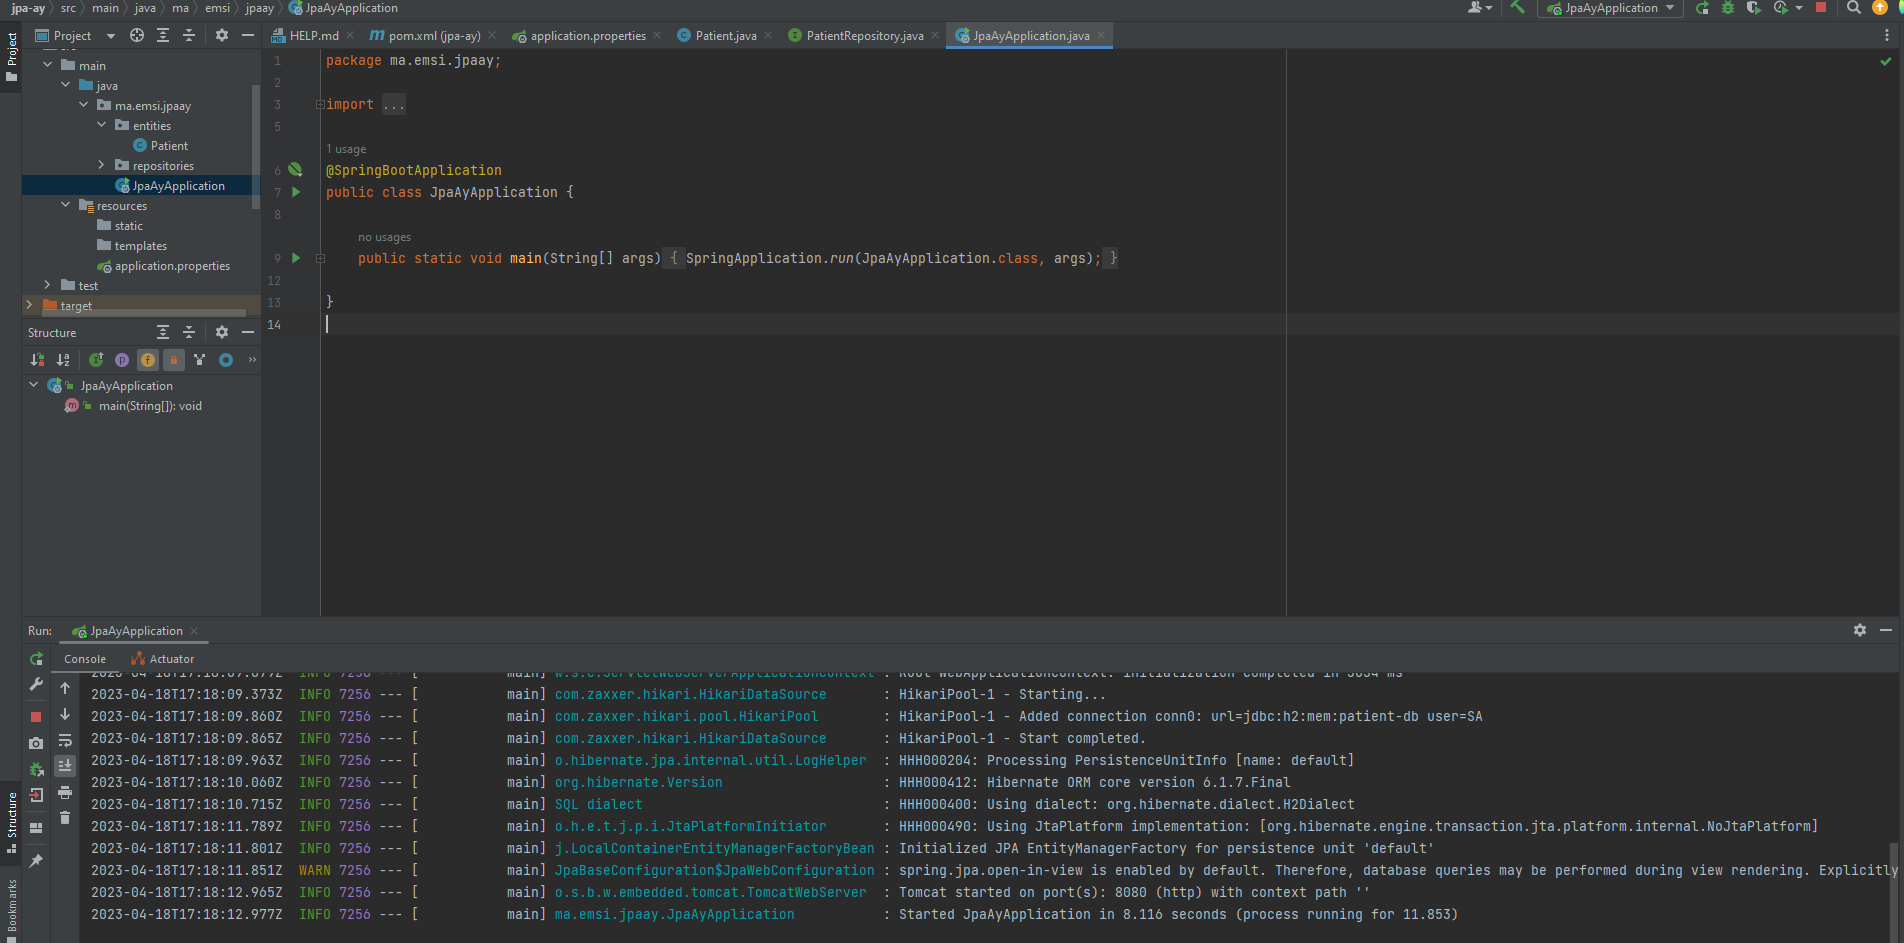 jpa-ay src main java ma emsi jpaay JpaAyApplication
JpaAyApplication
Project
HELP.md
pom.xml (jpa-ay)
application.properties
Patient.java
PatientRepository.java
JpaAyApplication.java
Project
main
java
ma.emsi.jpaay
entities
Patient
repositories
JpaAyApplication
resources
static
templates
application.properties
test
target
Structure
JpaAyApplication
main(String[]): void
1 package ma.emsi.jpaay;
2
3 import ...
5
1 usage
6 @SpringBootApplication
7 public class JpaAyApplication {
8
no usages
9 public static void main(String[] args) { SpringApplication.run(JpaAyApplication.class, args); }
12
13 }
14
Structure
Bookmarks
Run: JpaAyApplication
Console Actuator
main] w.s.c.ServletWebServerApplicationContext : Root WebApplicationContext: initialization completed in 3034 ms
2023-04-18T17:18:09.373Z INFO 7256 --- [ main] com.zaxxer.hikari.HikariDataSource : HikariPool-1 - Starting...
2023-04-18T17:18:09.860Z INFO 7256 --- [ main] com.zaxxer.hikari.pool.HikariPool : HikariPool-1 - Added connection conn0: url=jdbc:h2:mem:patient-db user=SA
2023-04-18T17:18:09.865Z INFO 7256 --- [ main] com.zaxxer.hikari.HikariDataSource : HikariPool-1 - Start completed.
2023-04-18T17:18:09.963Z INFO 7256 --- [ main] o.hibernate.jpa.internal.util.LogHelper : HHH000204: Processing PersistenceUnitInfo [name: default]
2023-04-18T17:18:10.060Z INFO 7256 --- [ main] org.hibernate.Version : HHH000412: Hibernate ORM core version 6.1.7.Final
2023-04-18T17:18:10.715Z INFO 7256 --- [ main] SQL dialect : HHH000400: Using dialect: org.hibernate.dialect.H2Dialect
2023-04-18T17:18:11.789Z INFO 7256 --- [ main] o.h.e.t.j.p.i.JtaPlatformInitiator : HHH000490: Using JtaPlatform implementation: [org.hibernate.engine.transaction.jta.platform.internal.NoJtaPlatform]
2023-04-18T17:18:11.801Z INFO 7256 --- [ main] j.LocalContainerEntityManagerFactoryBean : Initialized JPA EntityManagerFactory for persistence unit 'default'
2023-04-18T17:18:11.851Z WARN 7256 --- [ main] JpaBaseConfiguration$JpaWebConfiguration : spring.jpa.open-in-view is enabled by default. Therefore, database queries may be performed during view rendering. Explicitly
2023-04-18T17:18:12.965Z INFO 7256 --- [ main] o.s.b.w.embedded.tomcat.TomcatWebServer : Tomcat started on port(s): 8080 (http) with context path ''
2023-04-18T17:18:12.977Z INFO 7256 --- [ main] ma.emsi.jpaay.JpaAyApplication : Started JpaAyApplication in 8.116 seconds (process running for 11.853)